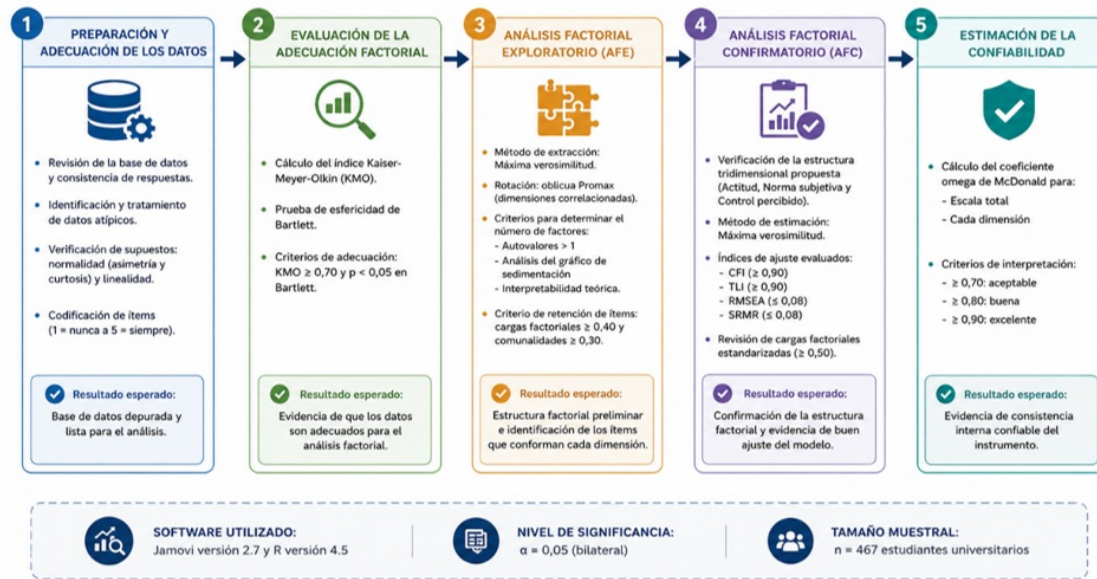 1
PREPARACIÓN Y
ADECUACIÓN DE LOS DATOS
• Revisión de la base de datos
y consistencia de respuestas.
• Identificación y tratamiento
de datos atípicos.
• Verificación de supuestos:
normalidad (asimetría y
curtosis) y linealidad.
• Codificación de ítems
(1 = nunca a 5 = siempre).
Resultado esperado:
Base de datos depurada y
lista para el análisis.
2
EVALUACIÓN DE LA
ADECUACIÓN FACTORIAL
• Cálculo del índice Kaiser-
Meyer-Olkin (KMO).
• Prueba de esfericidad de
Bartlett.
• Criterios de adecuación:
KMO ≥ 0,70 y p < 0,05 en
Bartlett.
Resultado esperado:
Evidencia de que los datos
son adecuados para el
análisis factorial.
3
ANÁLISIS FACTORIAL
EXPLORATORIO (AFE)
• Método de extracción:
Máxima verosimilitud.
• Rotación: oblicua Promax
(dimensiones correlacionadas).
• Criterios para determinar el
número de factores:
- Autovalores > 1
- Análisis del gráfico de
sedimentación
- Interpretabilidad teórica.
• Criterio de retención de ítems:
cargas factoriales ≥ 0,40 y
comunalidades ≥ 0,30.
Resultado esperado:
Estructura factorial preliminar
e identificación de los ítems
que conforman cada dimensión.
4
ANÁLISIS FACTORIAL
CONFIRMATORIO (AFC)
• Verificación de la estructura
tridimensional propuesta
(Actitud, Norma subjetiva y
Control percibido).
• Método de estimación:
Máxima verosimilitud.
• Índices de ajuste evaluados:
- CFI (≥ 0,90)
- TLI (≥ 0,90)
- RMSEA (≤ 0,08)
- SRMR (≤ 0,08)
• Revisión de cargas factoriales
estandarizadas (≥ 0,50).
Resultado esperado:
Confirmación de la estructura
factorial y evidencia de buen
ajuste del modelo.
5
ESTIMACIÓN DE LA
CONFIABILIDAD
• Cálculo del coeficiente
omega de McDonald para:
- Escala total
- Cada dimensión
• Criterios de interpretación:
- ≥ 0,70: aceptable
- ≥ 0,80: buena
- ≥ 0,90: excelente
Resultado esperado:
Evidencia de consistencia
interna confiable del
instrumento.
SOFTWARE UTILIZADO:
Jamovi versión 2.7 y R versión 4.5
NIVEL DE SIGNIFICANCIA:
α = 0,05 (bilateral)
TAMAÑO MUESTRAL:
n = 467 estudiantes universitarios